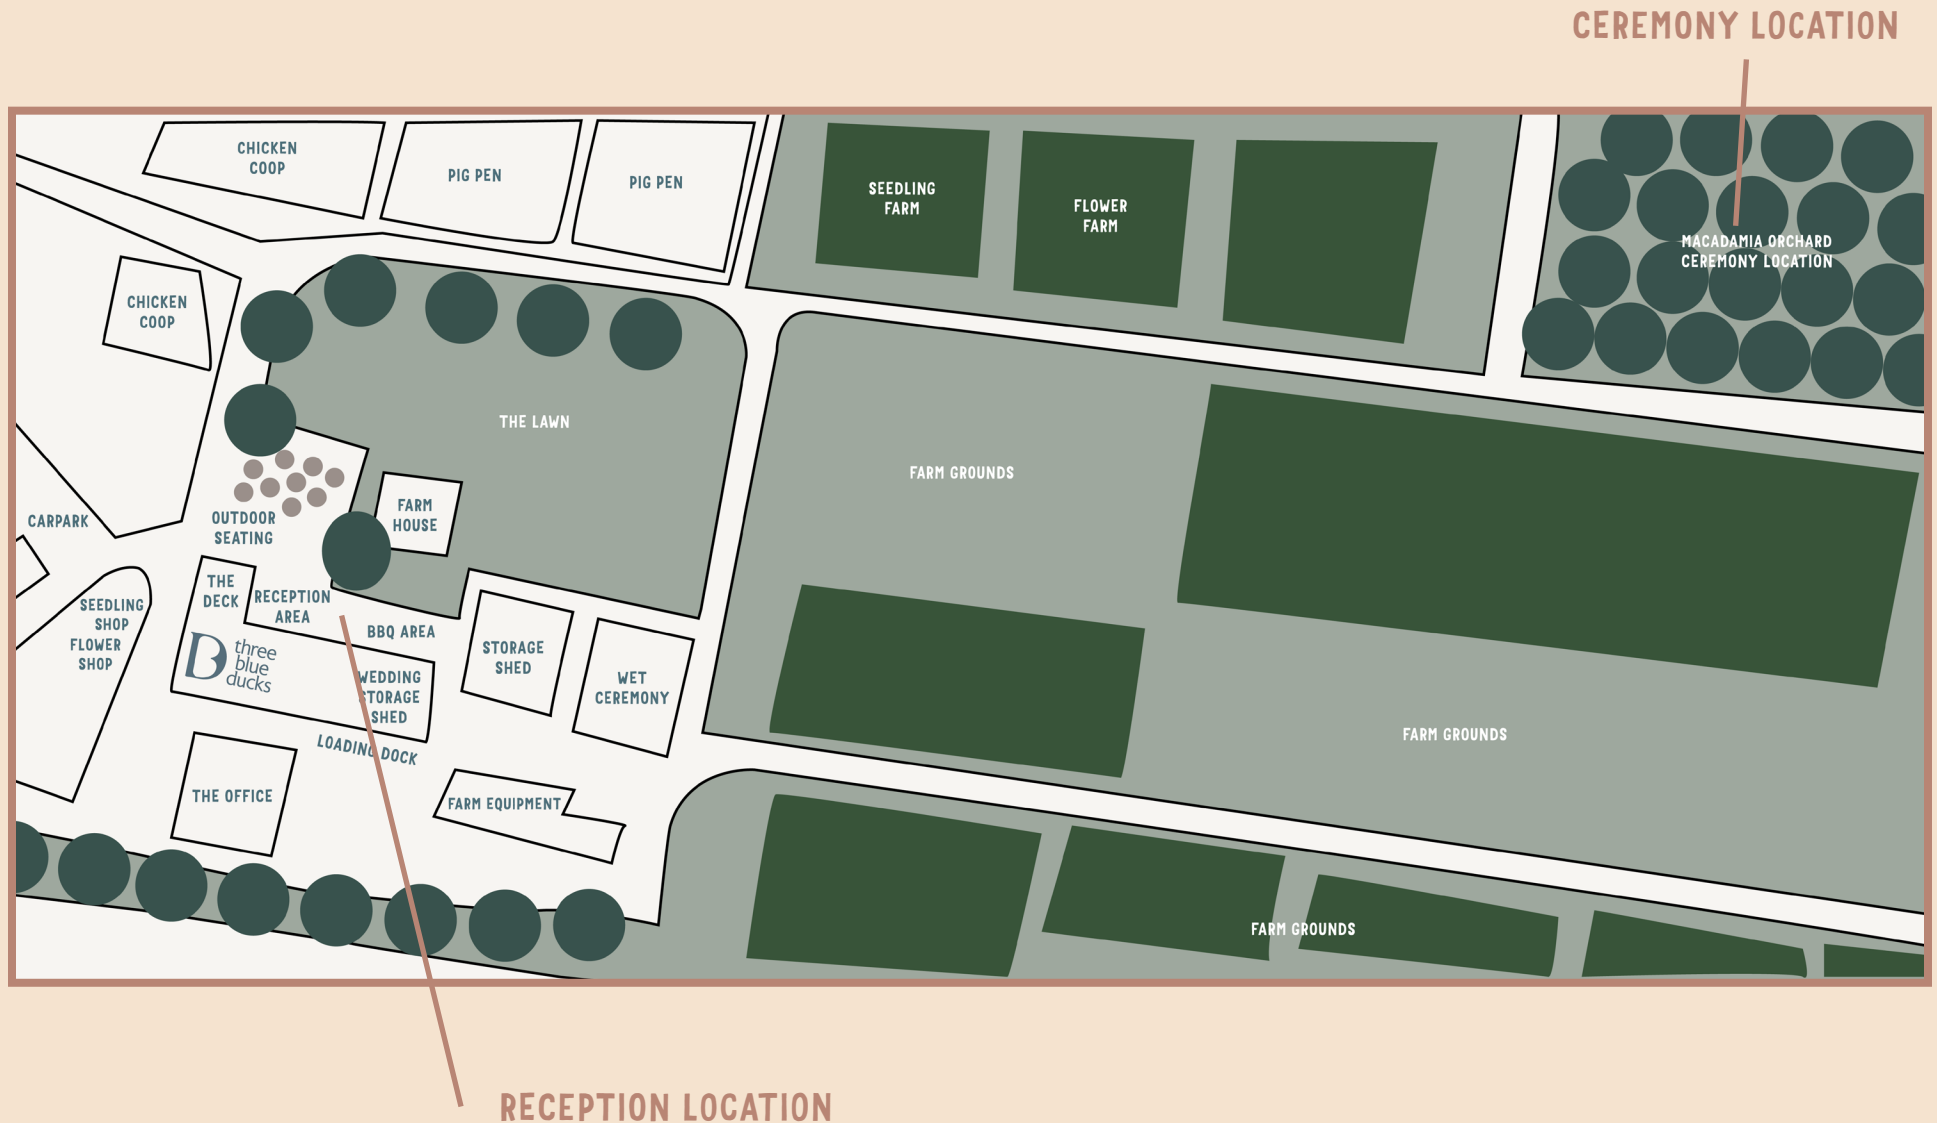 CEREMONY LOCATION
CHICKEN
COOP
PIG PEN
PIG PEN
SEEDLING
FARM
FLOWER
FARM
MACADAMIA ORCHARD
CEREMONY LOCATION
CHICKEN
COOP
THE LAWN
FARM GROUNDS
FARM
HOUSE
CARPARK
OUTDOOR
SEATING
THE
DECK
RECEPTION
AREA
SEEDLING
SHOP
FLOWER
SHOP
BBQ AREA
three
blue
ducks
STORAGE
SHED
WET
CEREMONY
WEDDING
STORAGE
SHED
LOADING DOCK
FARM GROUNDS
THE OFFICE
FARM EQUIPMENT
FARM GROUNDS
RECEPTION LOCATION